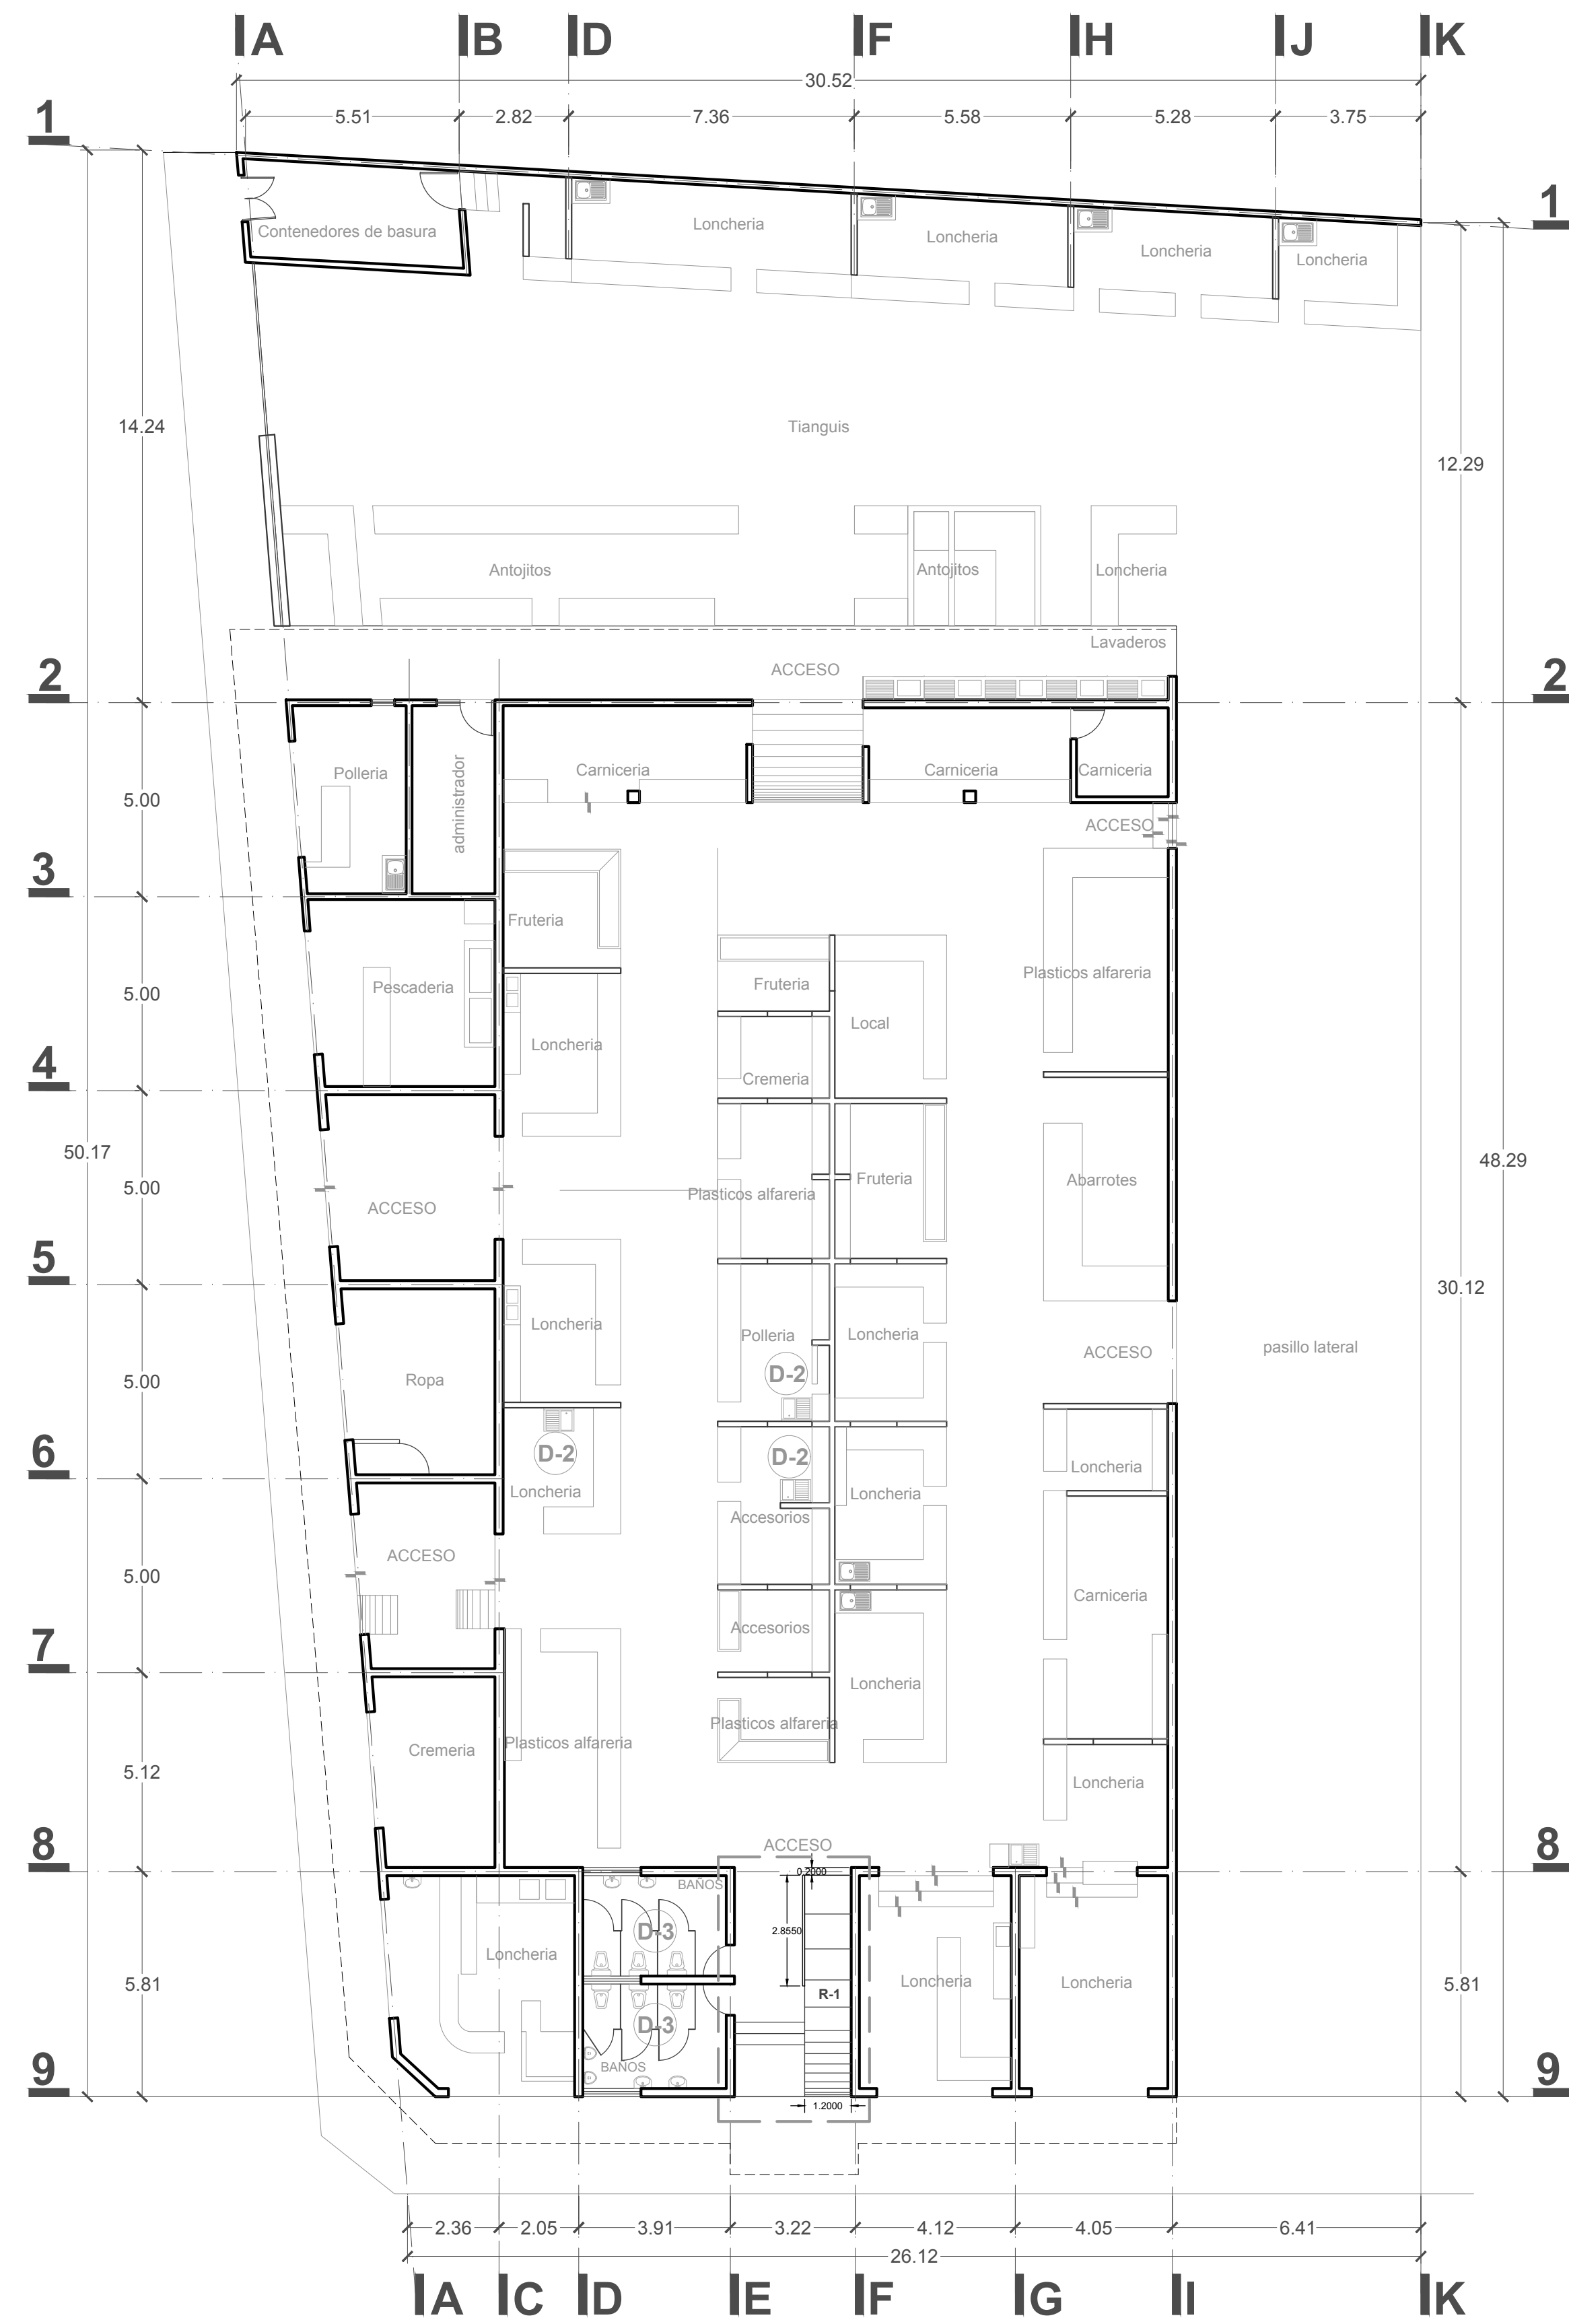 A B D F H J K
30.52
5.51 2.82 7.36 5.58 5.28 3.75
1
1
Contenedores de basura
Loncheria
Loncheria
Loncheria
Loncheria
14.24
Tianguis
12.29
Antojitos
Antojitos
Loncheria
Lavaderos
ACCESO
2
2
Polleria
administrador
Carniceria
Carniceria
Carniceria
5.00
ACCESO
3
Fruteria
Pescaderia
Plasticos alfareria
Fruteria
5.00
Local
Loncheria
4
Cremeria
50.17
48.29
5.00
ACCESO
Plasticos alfareria
Fruteria
Abarrotes
5
30.12
Loncheria
Polleria
Loncheria
ACCESO
pasillo lateral
5.00
Ropa
D-2
6
D-2
D-2
Loncheria
Loncheria
Loncheria
Accesorios
ACCESO
5.00
Carniceria
Accesorios
7
Loncheria
Plasticos alfareria
Plasticos alfareria
Cremeria
5.12
Loncheria
8
ACCESO
8
0.2000
BAÑOS
2.8550
D-3
Loncheria
5.81
Loncheria
Loncheria
5.81
R-1
D-3
BAÑOS
9
9
1.2000
2.36 2.05 3.91 3.22 4.12 4.05 6.41
26.12
A C D E F G I K